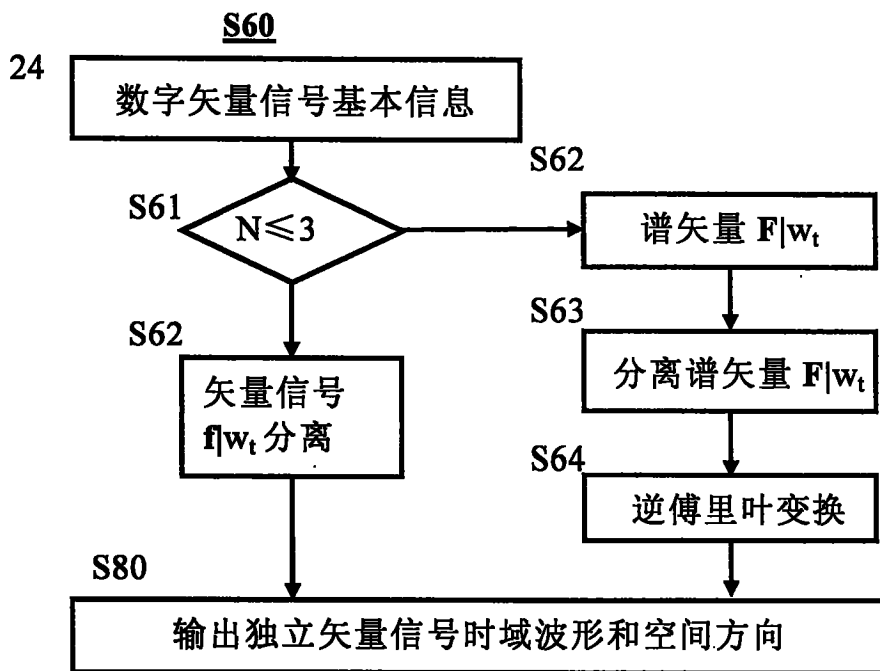 S60
24
数字矢量信号基本信息
S62
S61
N≤3
谱矢量 F|wt
S63
S62
分离谱矢量 F|wt
矢量信号
f|wt 分离
S64
逆傅里叶变换
S80
输出独立矢量信号时域波形和空间方向